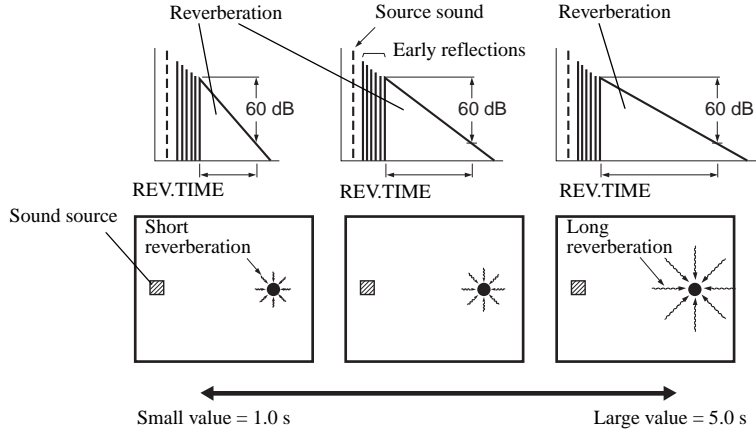 Reverberation
Source sound
Reverberation
Early reflections
60 dB
60 dB
60 dB
REV.TIME
REV.TIME
REV.TIME
Sound source
Short
reverberation
Long
reverberation
Small value = 1.0 s
Large value = 5.0 s